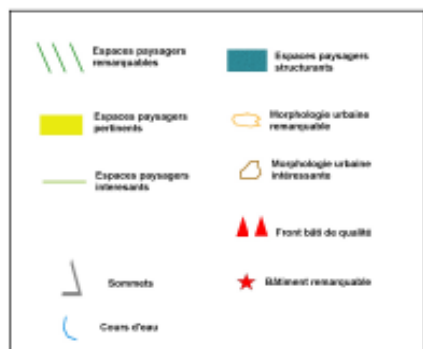 Espaces paysagers
remarquables
Espaces paysagers
pertinents
Espaces paysagers
interesants
Sommets
Cours d'eau
Espaces paysagers
structurants
Morphologie urbaine
remarquable
Morphologie urbaine
intéressante
Front bâti de qualité
Bâtiment remarquable